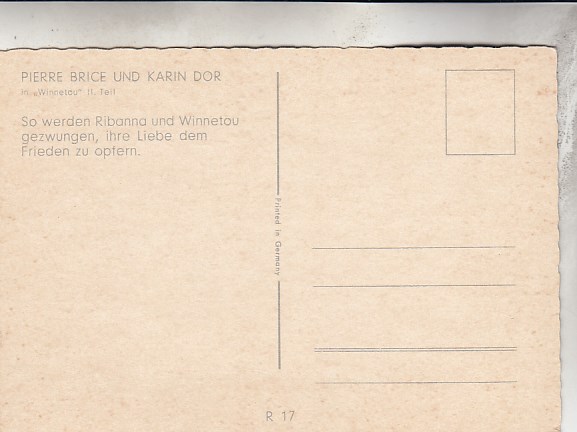 PIERRE BRICE UND KARIN DOR
in „Winnetou" II. Teil
So werden Ribanna und Winnetou
gezwungen, ihre Liebe dem
Frieden zu opfern.
Printed in Germany
R 17